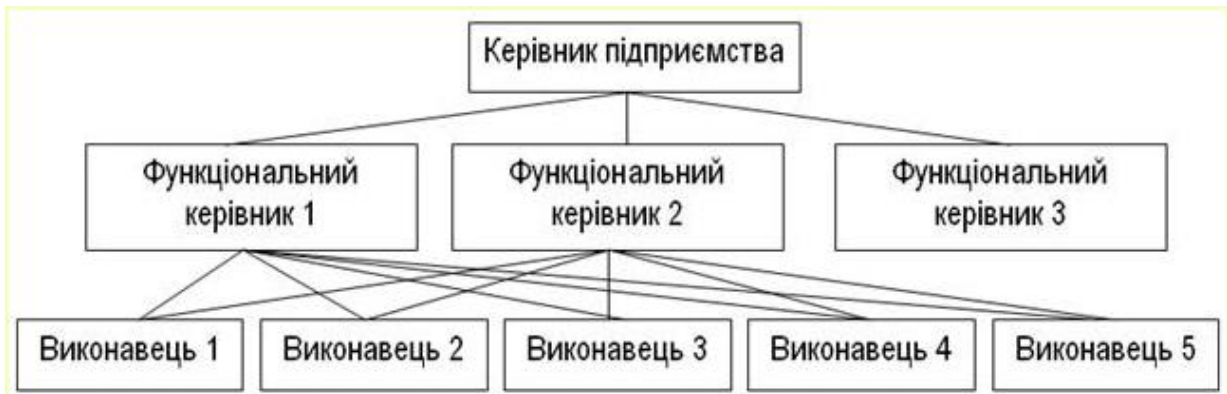 Керівник підприємства
Функціональний
керівник 1
Функціональний
керівник 2
Функціональний
керівник 3
Виконавець 1
Виконавець 2
Виконавець 3
Виконавець 4
Виконавець 5